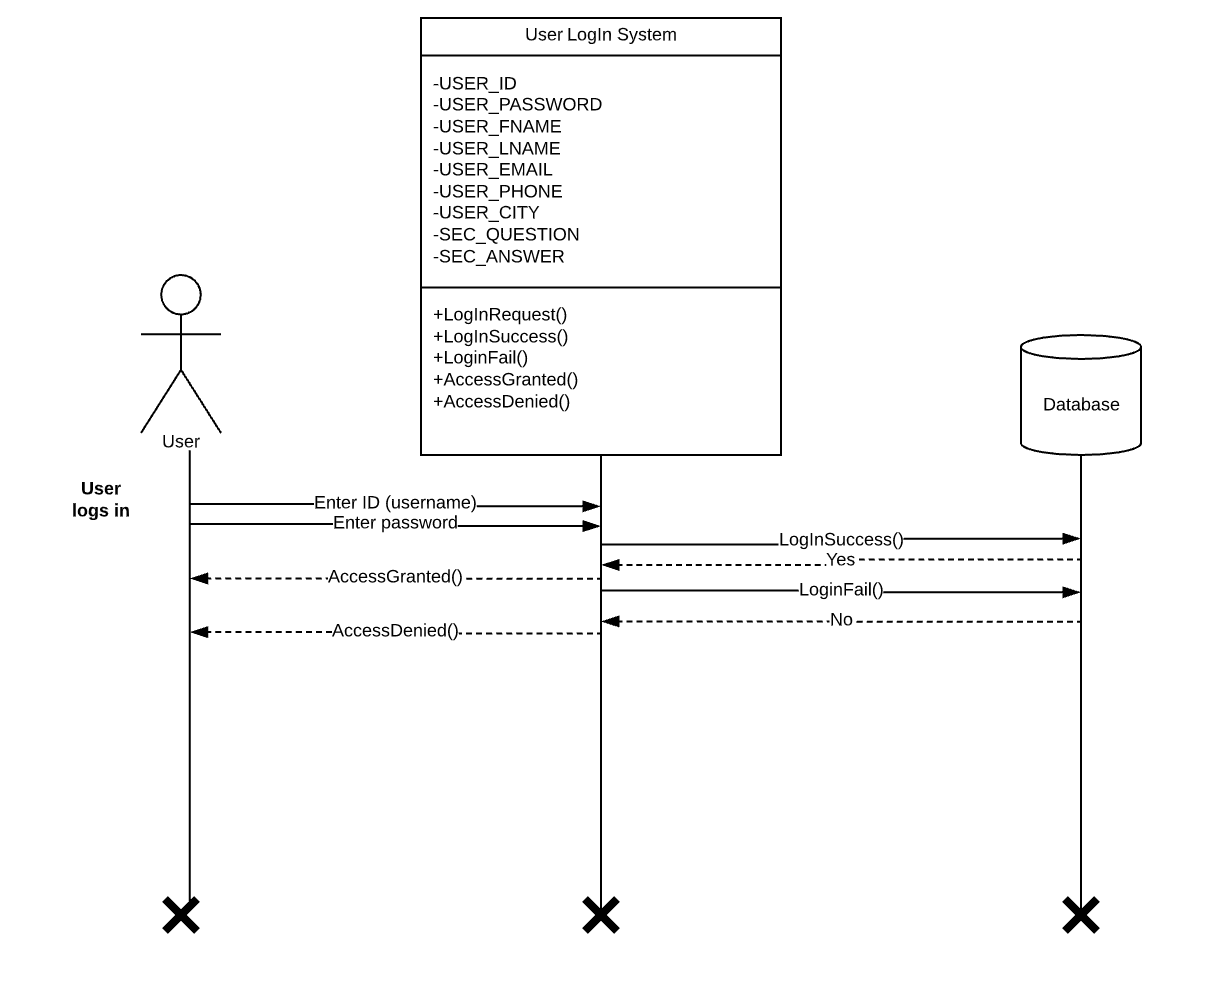 User LogIn System
-USER_ID
-USER_PASSWORD
-USER_FNAME
-USER_LNAME
-USER_EMAIL
-USER_PHONE
-USER_CITY
-SEC_QUESTION
-SEC_ANSWER
+LogInRequest()
+LogInSuccess()
+LoginFail()
+AccessGranted()
+AccessDenied()
User
Database
User
logs in
Enter ID (username)
Enter password
LogInSuccess()
Yes
AccessGranted()
LoginFail()
No
AccessDenied()